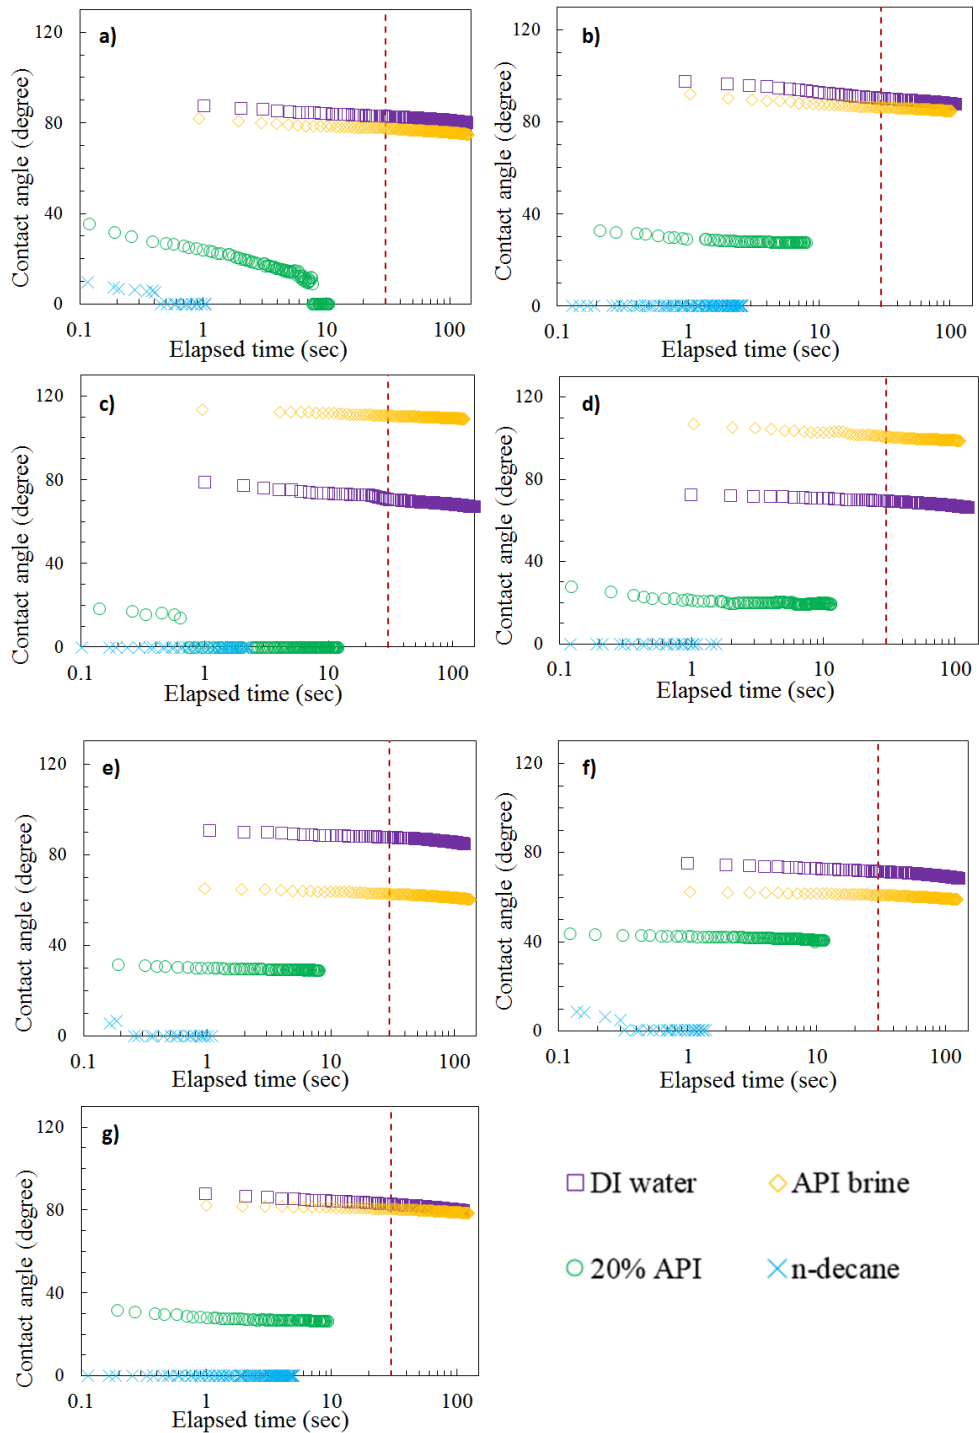 a)
120
80
40
0
Contact angle (degree)
0.1 1 10 100
Elapsed time (sec)
b)
120
80
40
0
Contact angle (degree)
0.1 1 10 100
Elapsed time (sec)
c)
120
80
40
0
Contact angle (degree)
0.1 1 10 100
Elapsed time (sec)
d)
120
80
40
0
Contact angle (degree)
0.1 1 10 100
Elapsed time (sec)
e)
120
80
40
0
Contact angle (degree)
0.1 1 10 100
Elapsed time (sec)
f)
120
80
40
0
Contact angle (degree)
0.1 1 10 100
Elapsed time (sec)
g)
120
80
40
0
Contact angle (degree)
0.1 1 10 100
Elapsed time (sec)
DI water
API brine
20% API
n-decane